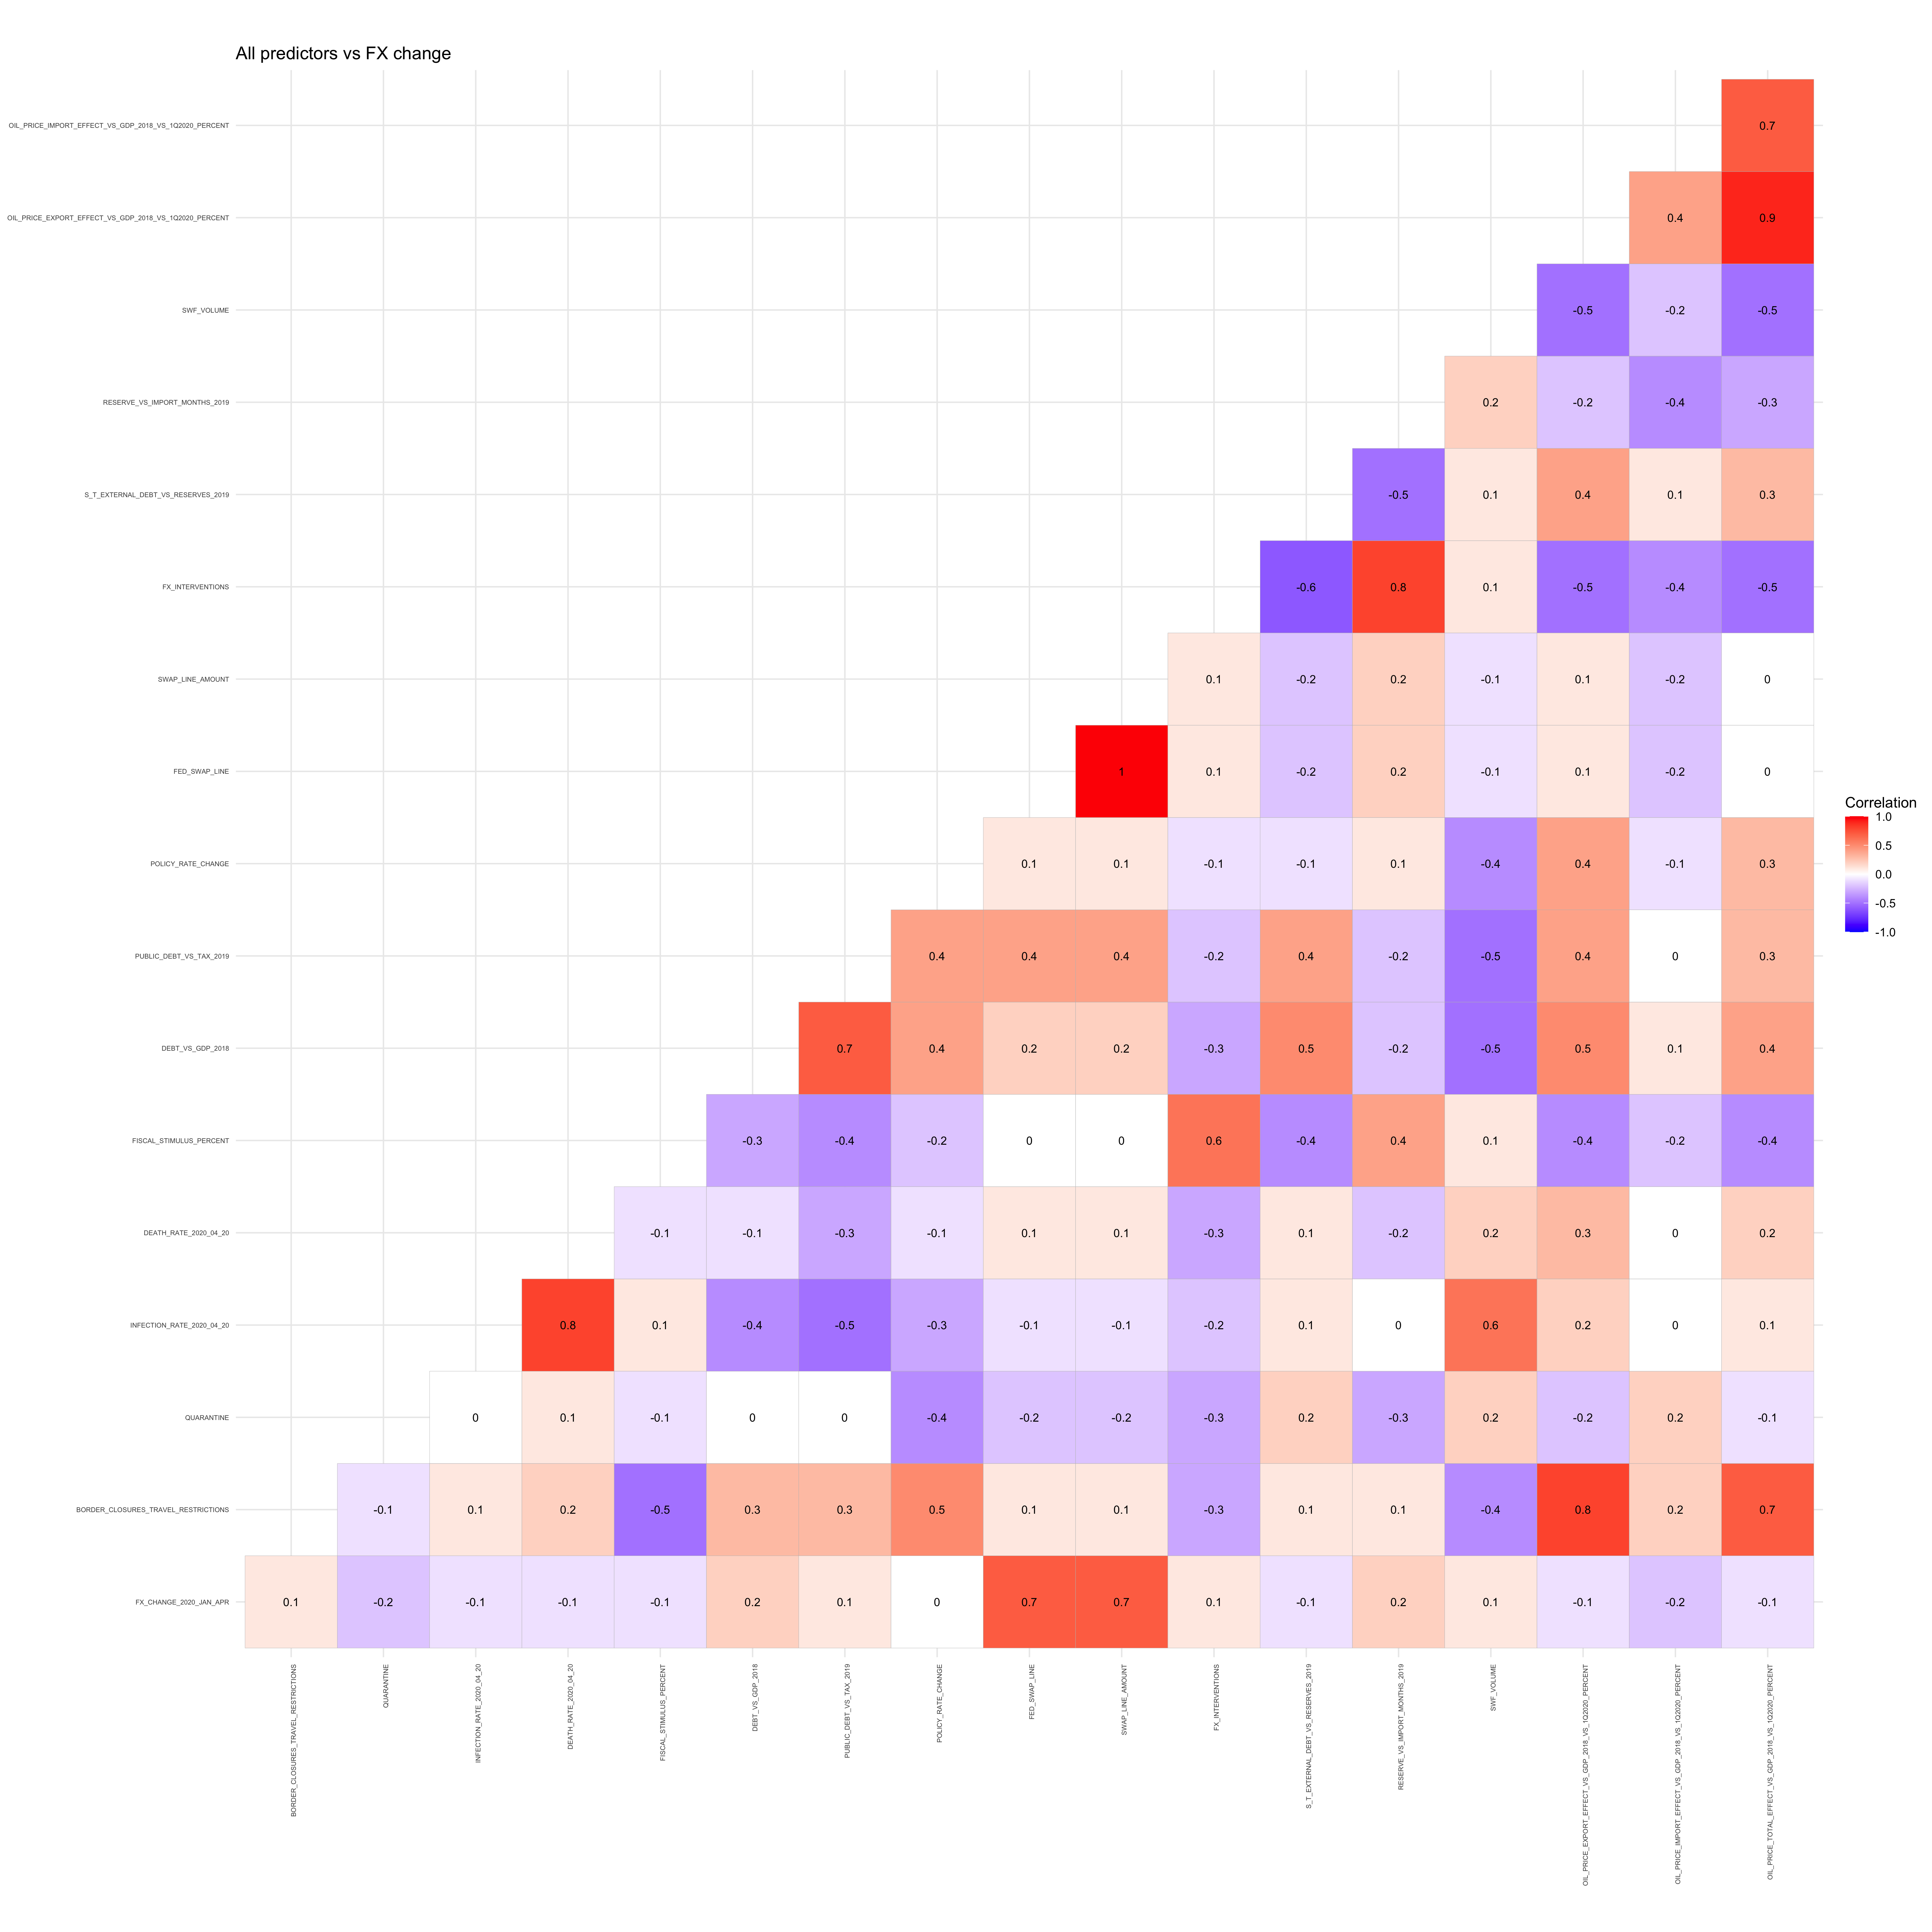 All predictors vs FX change
OIL_PRICE_IMPORT_EFFECT_VS_GDP_2018_VS_1Q2020_PERCENT 0.7
OIL_PRICE_EXPORT_EFFECT_VS_GDP_2018_VS_1Q2020_PERCENT 0.4 0.9
SWF_VOLUME -0.5 -0.2 -0.5
RESERVE_VS_IMPORT_MONTHS_2019 0.2 -0.2 -0.4 -0.3
S_T_EXTERNAL_DEBT_VS_RESERVES_2019 -0.5 0.1 0.4 0.1 0.3
FX_INTERVENTIONS -0.6 0.8 0.1 -0.5 -0.4 -0.5
SWAP_LINE_AMOUNT 0.1 -0.2 0.2 -0.1 0.1 -0.2 0
FED_SWAP_LINE 1 0.1 -0.2 0.2 -0.1 0.1 -0.2 0
POLICY_RATE_CHANGE 0.1 0.1 -0.1 -0.1 0.1 -0.4 0.4 -0.1 0.3
PUBLIC_DEBT_VS_TAX_2019 0.4 0.4 0.4 -0.2 0.4 -0.2 -0.5 0.4 0 0.3
DEBT_VS_GDP_2018 0.7 0.4 0.2 0.2 -0.3 0.5 -0.2 -0.5 0.5 0.1 0.4
FISCAL_STIMULUS_PERCENT -0.3 -0.4 -0.2 0 0 0.6 -0.4 0.4 0.1 -0.4 -0.2 -0.4
DEATH_RATE_2020_04_20 -0.1 -0.1 -0.3 -0.1 0.1 0.1 -0.3 0.1 -0.2 0.2 0.3 0 0.2
INFECTION_RATE_2020_04_20 0.8 0.1 -0.4 -0.5 -0.3 -0.1 -0.1 -0.2 0.1 0 0.6 0.2 0 0.1
QUARANTINE 0 0.1 -0.1 0 0 -0.4 -0.2 -0.2 -0.3 0.2 -0.3 0.2 -0.2 0.2 -0.1
BORDER_CLOSURES_TRAVEL_RESTRICTIONS -0.1 0.1 0.2 -0.5 0.3 0.3 0.5 0.1 0.1 -0.3 0.1 0.1 -0.4 0.8 0.2 0.7
FX_CHANGE_2020_JAN_APR 0.1 -0.2 -0.1 -0.1 -0.1 0.2 0.1 0 0.7 0.7 0.1 -0.1 0.2 0.1 -0.1 -0.2 -0.1
BORDER_CLOSURES_TRAVEL_RESTRICTIONS
QUARANTINE
INFECTION_RATE_2020_04_20
DEATH_RATE_2020_04_20
FISCAL_STIMULUS_PERCENT
DEBT_VS_GDP_2018
PUBLIC_DEBT_VS_TAX_2019
POLICY_RATE_CHANGE
FED_SWAP_LINE
SWAP_LINE_AMOUNT
FX_INTERVENTIONS
S_T_EXTERNAL_DEBT_VS_RESERVES_2019
RESERVE_VS_IMPORT_MONTHS_2019
SWF_VOLUME
OIL_PRICE_EXPORT_EFFECT_VS_GDP_2018_VS_1Q2020_PERCENT
OIL_PRICE_IMPORT_EFFECT_VS_GDP_2018_VS_1Q2020_PERCENT
OIL_PRICE_TOTAL_EFFECT_VS_GDP_2018_VS_1Q2020_PERCENT
Correlation
1.0
0.5
0.0
-0.5
-1.0